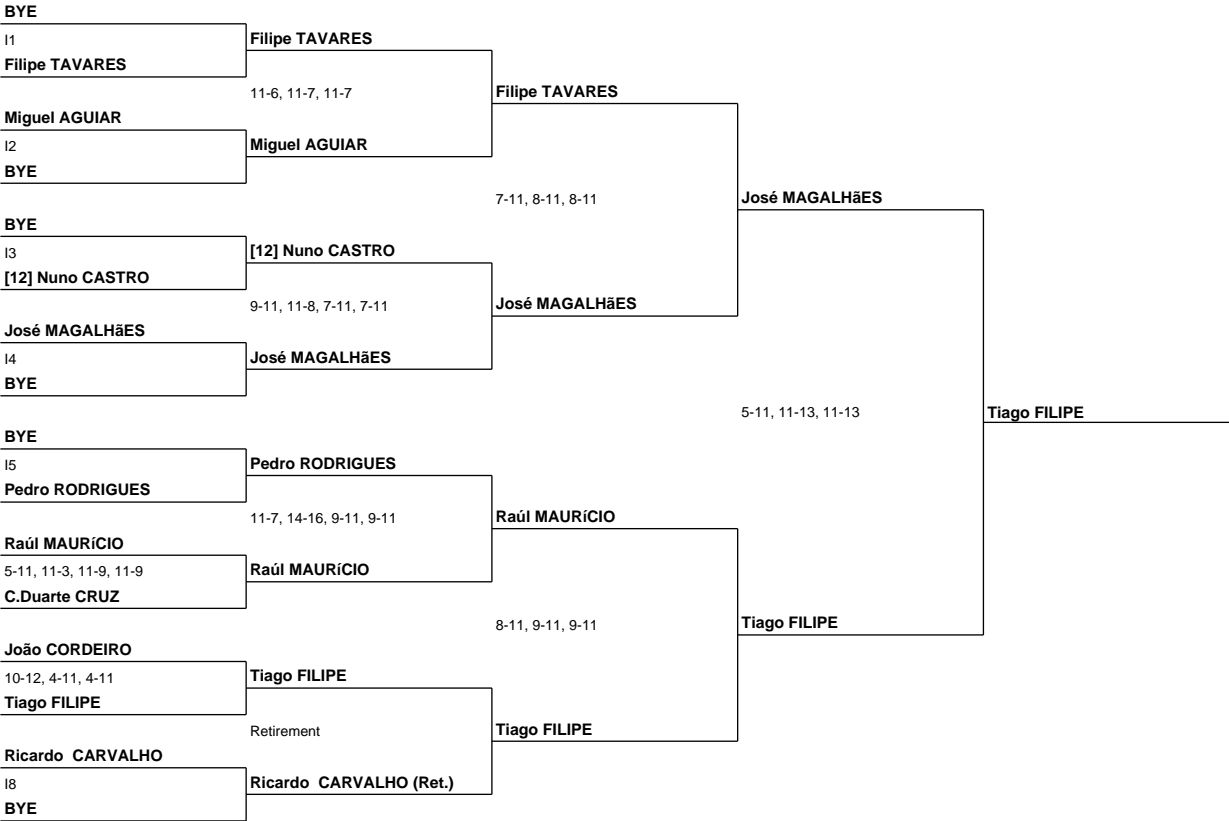 BYE
I1
Filipe TAVARES
Filipe TAVARES
11-6, 11-7, 11-7
Filipe TAVARES
Miguel AGUIAR
I2
Miguel AGUIAR
BYE
7-11, 8-11, 8-11
José MAGALHãES
BYE
I3
[12] Nuno CASTRO
[12] Nuno CASTRO
9-11, 11-8, 7-11, 7-11
José MAGALHãES
José MAGALHãES
I4
José MAGALHãES
BYE
5-11, 11-13, 11-13
Tiago FILIPE
BYE
I5
Pedro RODRIGUES
Pedro RODRIGUES
11-7, 14-16, 9-11, 9-11
Raúl MAURíCIO
Raúl MAURíCIO
5-11, 11-3, 11-9, 11-9
Raúl MAURíCIO
C.Duarte CRUZ
8-11, 9-11, 9-11
Tiago FILIPE
João CORDEIRO
10-12, 4-11, 4-11
Tiago FILIPE
Tiago FILIPE
Retirement
Tiago FILIPE
Ricardo  CARVALHO
I8
Ricardo  CARVALHO (Ret.)
BYE